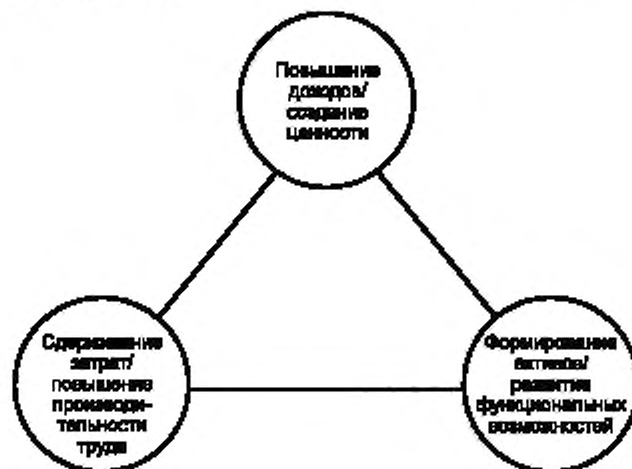 Повышение
доходов/
создание
ценности
Сдерживание
затрат/
повышение
производи-
тельности
труда
Формирование
активов/
развитие
функциональных
возможностей